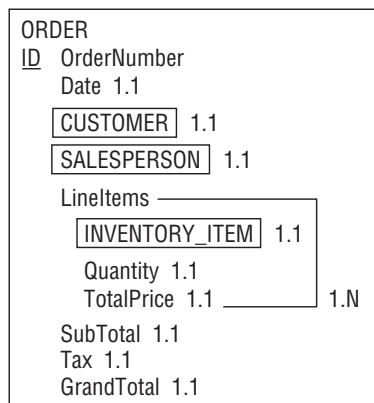 ORDER
ID OrderNumber
Date 1.1
CUSTOMER 1.1
SALESPERSON 1.1
LineItems
INVENTORY_ITEM 1.1
Quantity 1.1
TotalPrice 1.1 1.N
SubTotal 1.1
Tax 1.1
GrandTotal 1.1